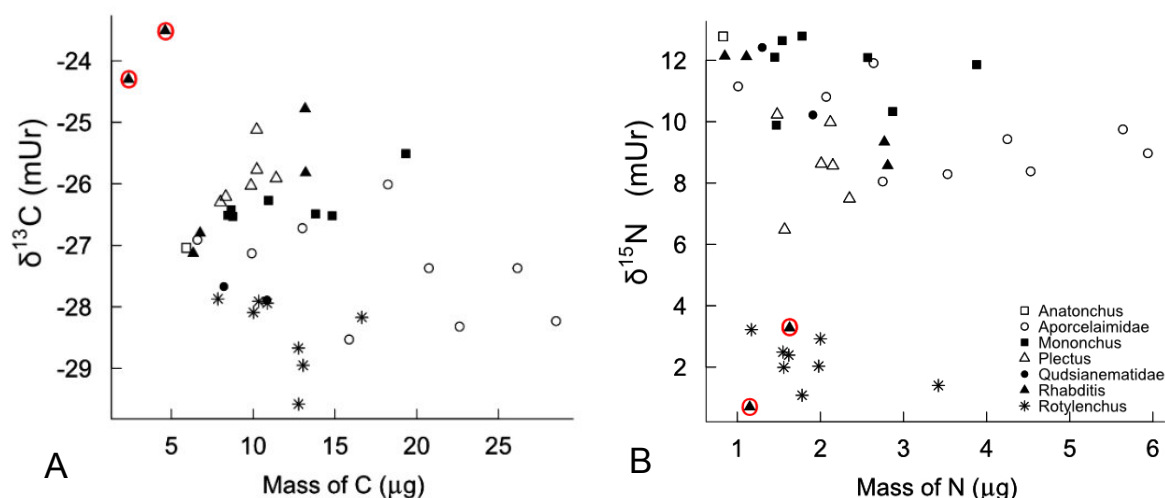 -24
-25
-26
-27
-28
-29
δ13C (mUr)
5
10
15
20
25
A
Mass of C (μg)
12
10
8
6
4
2
δ15N (mUr)
Anatonchus
Aporcelaimidae
Mononchus
Plectus
Qudsianematidae
Rhabditis
Rotylenchus
1
2
3
4
5
6
B
Mass of N (μg)